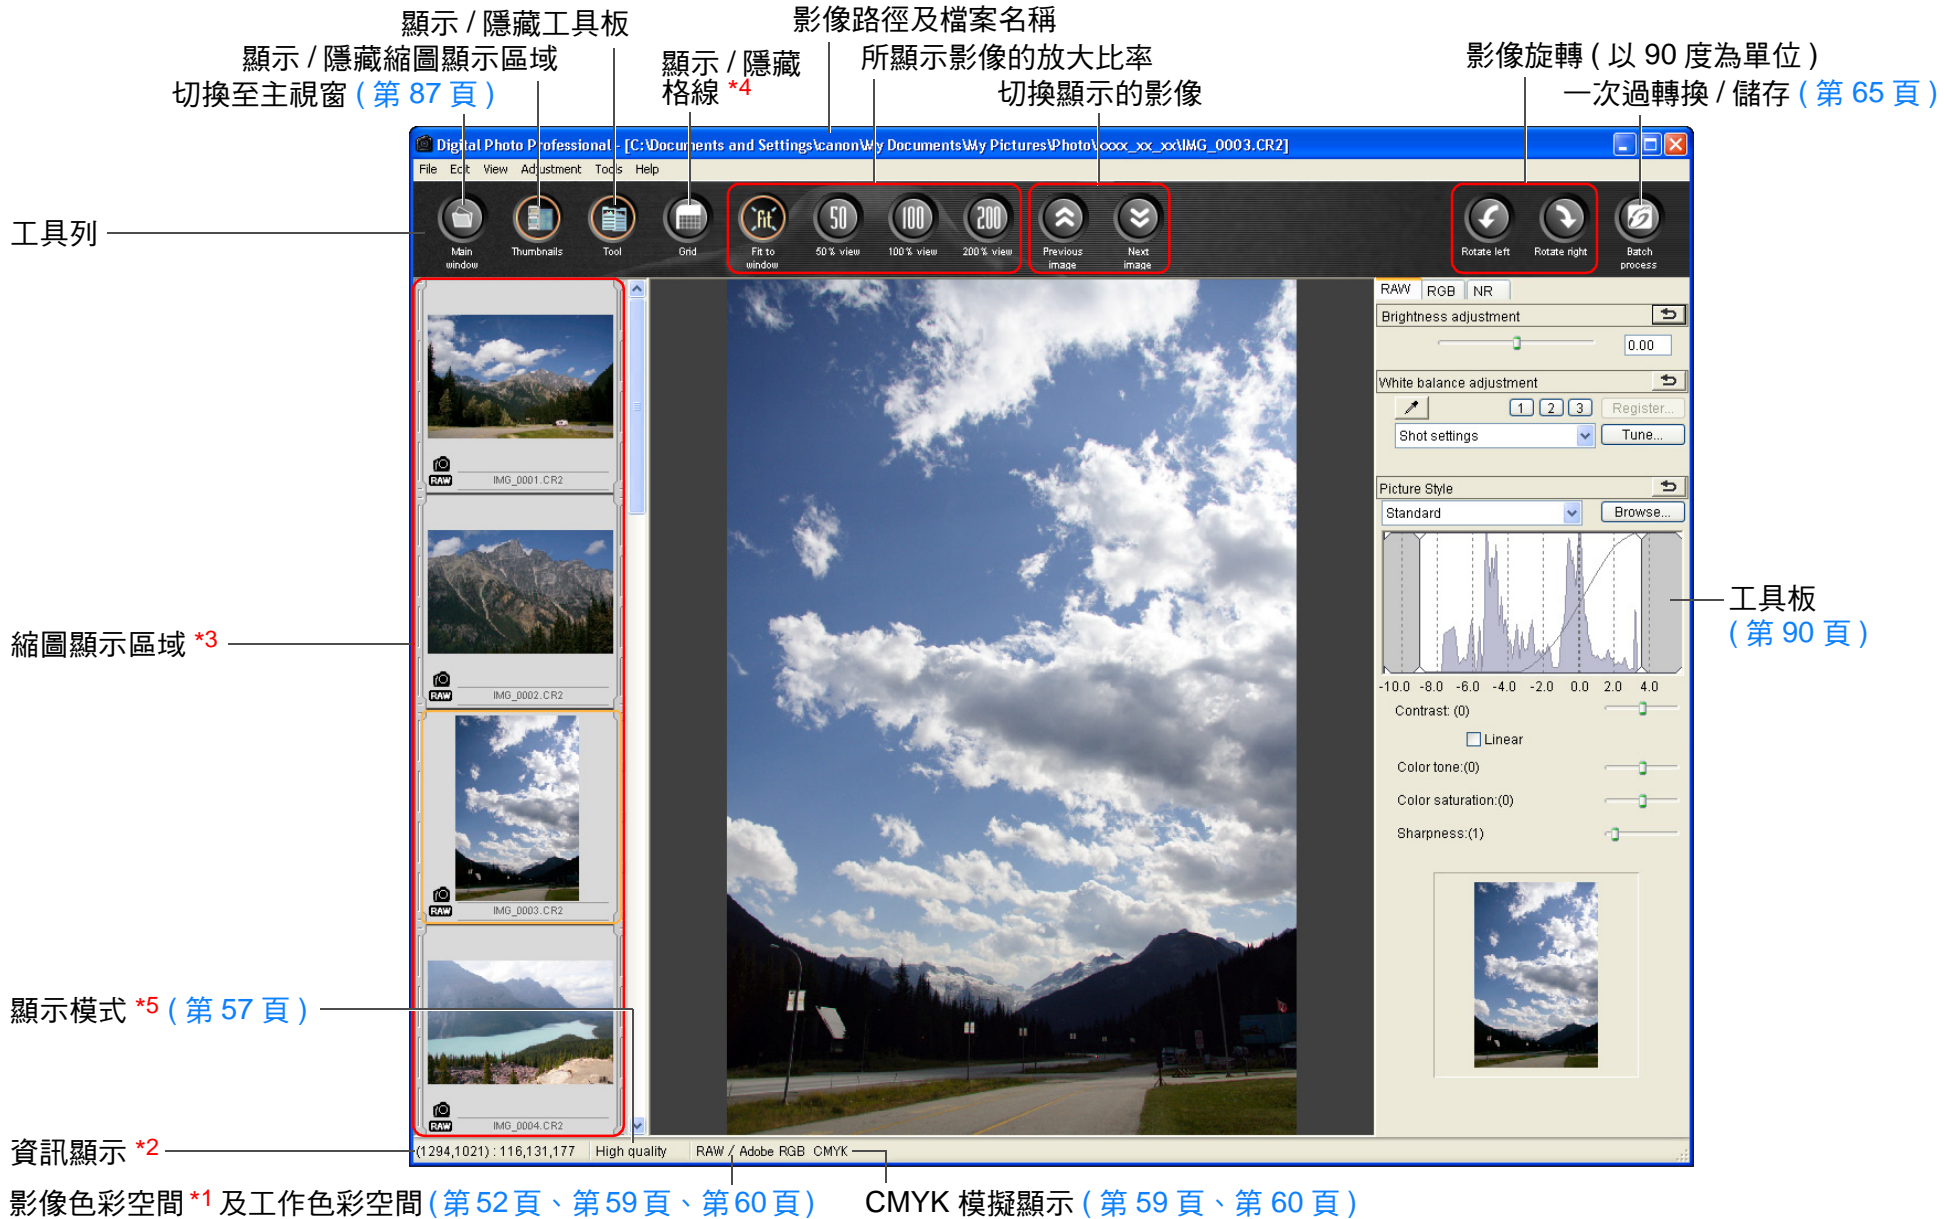 顯示 / 隱藏工具板
影像路徑及檔案名稱
顯示 / 隱藏縮圖顯示區域
顯示 / 隱藏
格線 *4
所顯示影像的放大比率
影像旋轉 ( 以 90 度為單位 )
切換至主視窗 ( 第 87 頁 )
切換顯示的影像
一次過轉換 / 儲存 ( 第 65 頁 )
Digital Photo Professional - [C:\Documents and Settings\canon\My Documents\My Pictures\Photo\xxxx_xx_xx\IMG_0003.CR2]
File Edit View Adjustment Tools Help
工具列
fit 50 100 200
Main
window
Thumbnails
Tool
Grid
Fit to
window
50% view
100% view
200% view
Previous
image
Next
image
Rotate left
Rotate right
Batch
process
RAW
IMG_0001.CR2
RAW
IMG_0002.CR2
RAW
IMG_0003.CR2
RAW
IMG_0004.CR2
RAW RGB NR
Brightness adjustment
0.00
White balance adjustment
1 2 3 Register...
Shot settings Tune...
Picture Style
Standard Browse...
-10.0 -8.0 -6.0 -4.0 -2.0 0.0 2.0 4.0
Contrast: (0)
Linear
Color tone:(0)
Color saturation:(0)
Sharpness:(1)
工具板
( 第 90 頁 )
縮圖顯示區域 *3
顯示模式 *5 ( 第 57 頁 )
資訊顯示 *2
(1294,1021) : 116,131,177 High quality RAW / Adobe RGB CMYK
影像色彩空間 *1 及工作色彩空間 ( 第 52 頁、第 59 頁、第 60 頁 )
CMYK 模擬顯示 ( 第 59 頁、第 60 頁 )